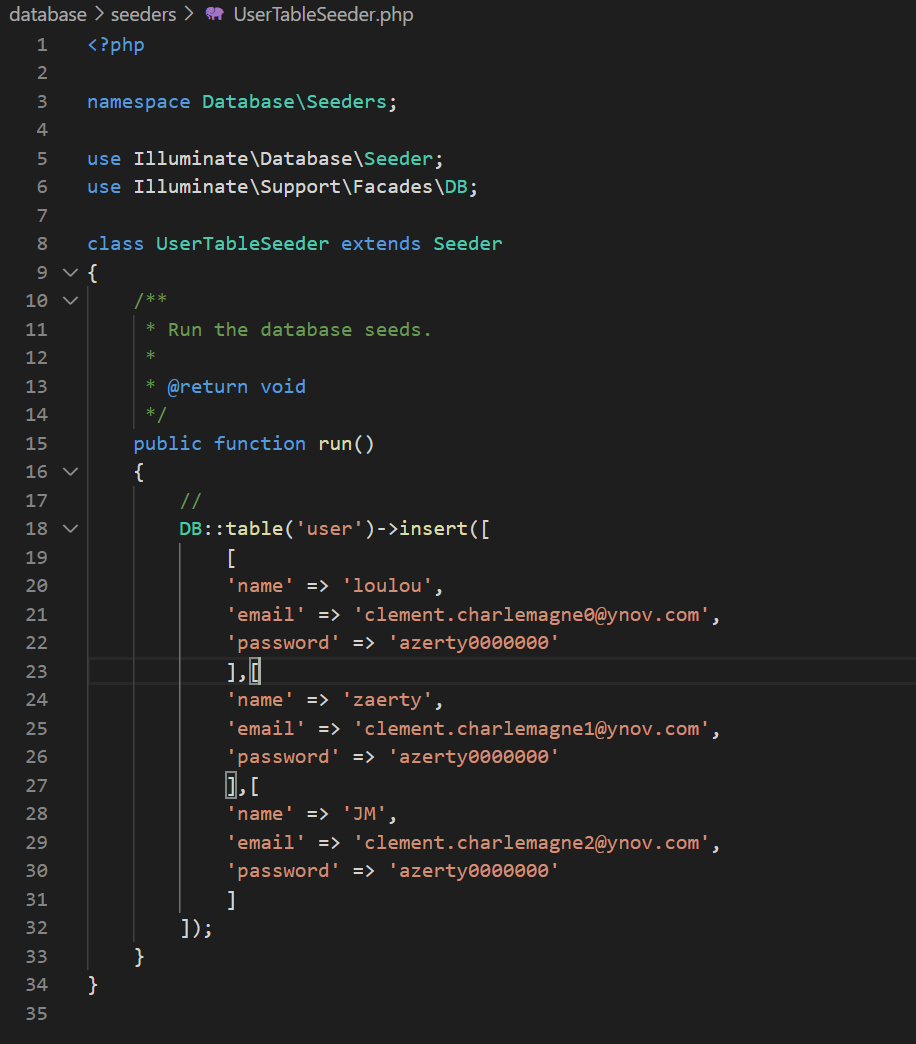 database > seeders > UserTableSeeder.php
1 <?php
2
3 namespace Database\Seeders;
4
5 use Illuminate\Database\Seeder;
6 use Illuminate\Support\Facades\DB;
7
8 class UserTableSeeder extends Seeder
9 {
10     /**
11      * Run the database seeds.
12      *
13      * @return void
14      */
15     public function run()
16     {
17         //
18         DB::table('user')->insert([
19             [
20             'name' => 'loulou',
21             'email' => 'clement.charlemagne0@ynov.com',
22             'password' => 'azerty0000000'
23             ],[
24             'name' => 'zaerty',
25             'email' => 'clement.charlemagne1@ynov.com',
26             'password' => 'azerty0000000'
27             ],[
28             'name' => 'JM',
29             'email' => 'clement.charlemagne2@ynov.com',
30             'password' => 'azerty0000000'
31             ]
32         ]);
33     }
34 }
35